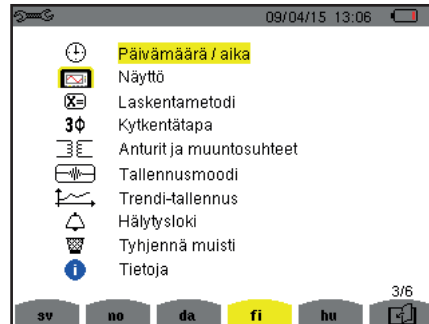 09/04/15 13:06
Päivämäärä / aika
Näyttö
Laskentametodi
3Φ Kytkentätapa
Anturit ja muuntosuhteet
Tallennusmoodi
Trendi-tallennus
Hälytysloki
Tyhjennä muisti
Tietoja
3/6
sv no da fi hu